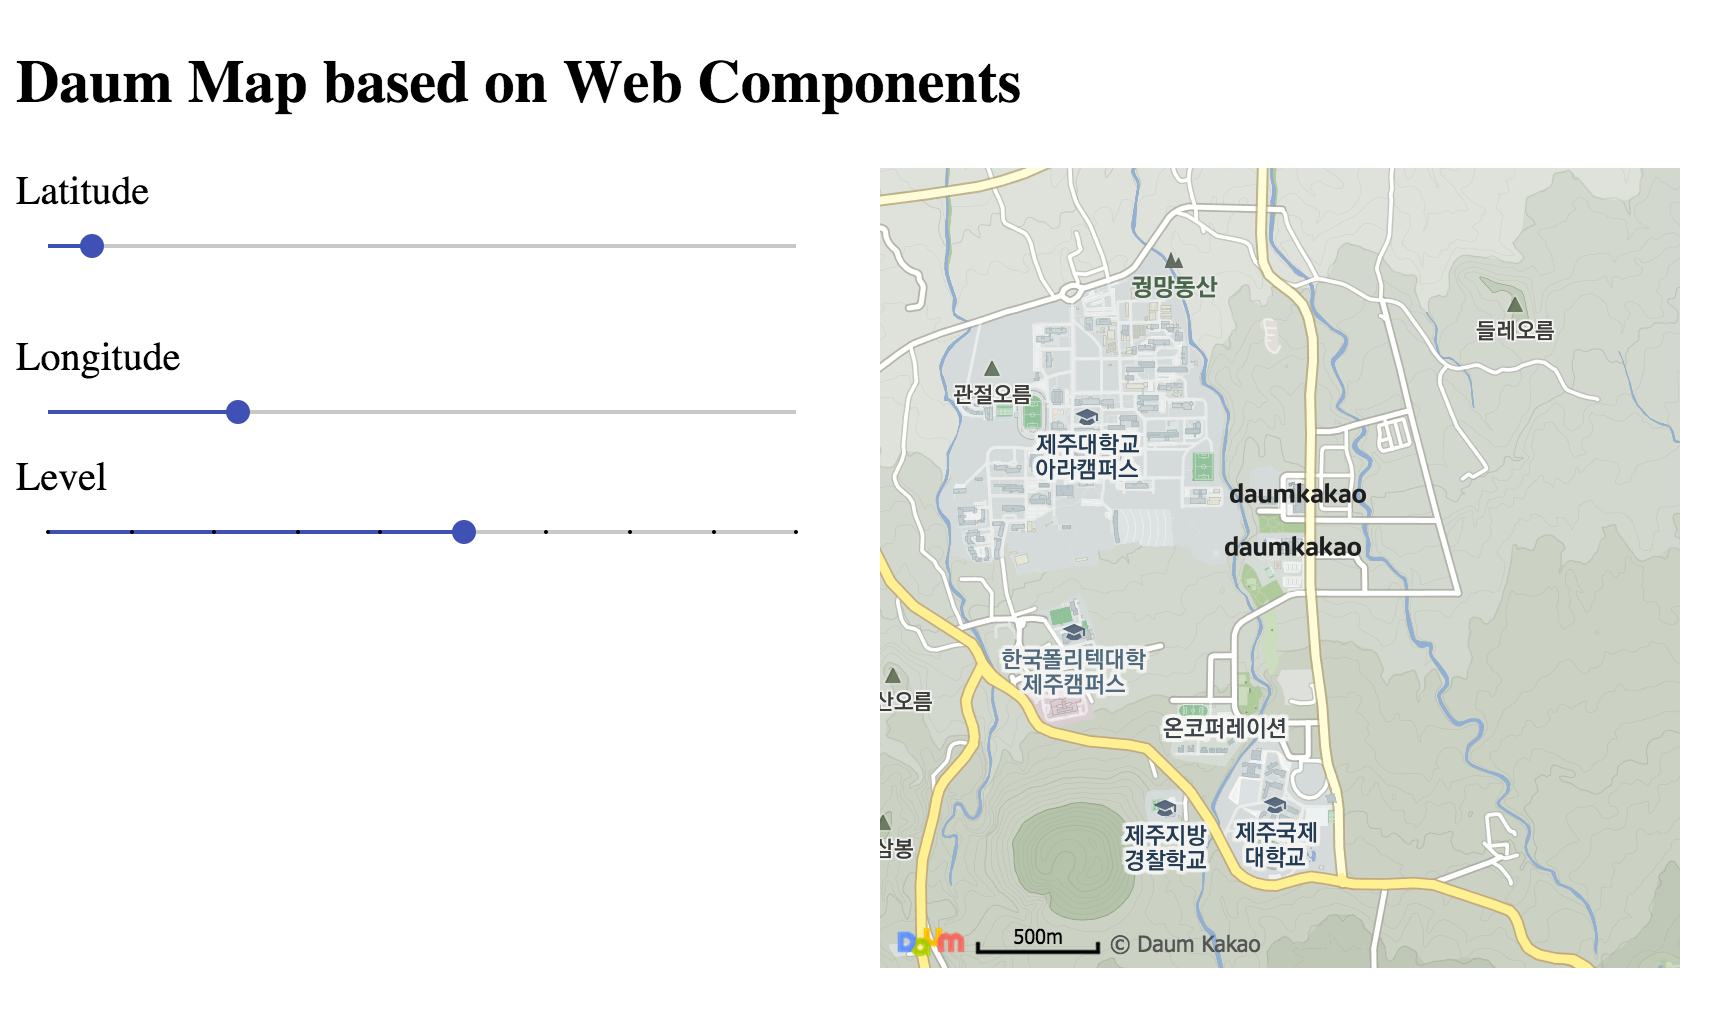 Daum Map based on Web Components
Latitude
Longitude
Level
궝망동산
들레오름
관절오름
제주대학교
아라캠퍼스
daumkakao
daumkakao
한국폴리텍대학
제주캠퍼스
산오름
온코퍼레이션
제주지방
경찰학교
제주국제
대학교
삼봉
Daum
500m
© Daum Kakao